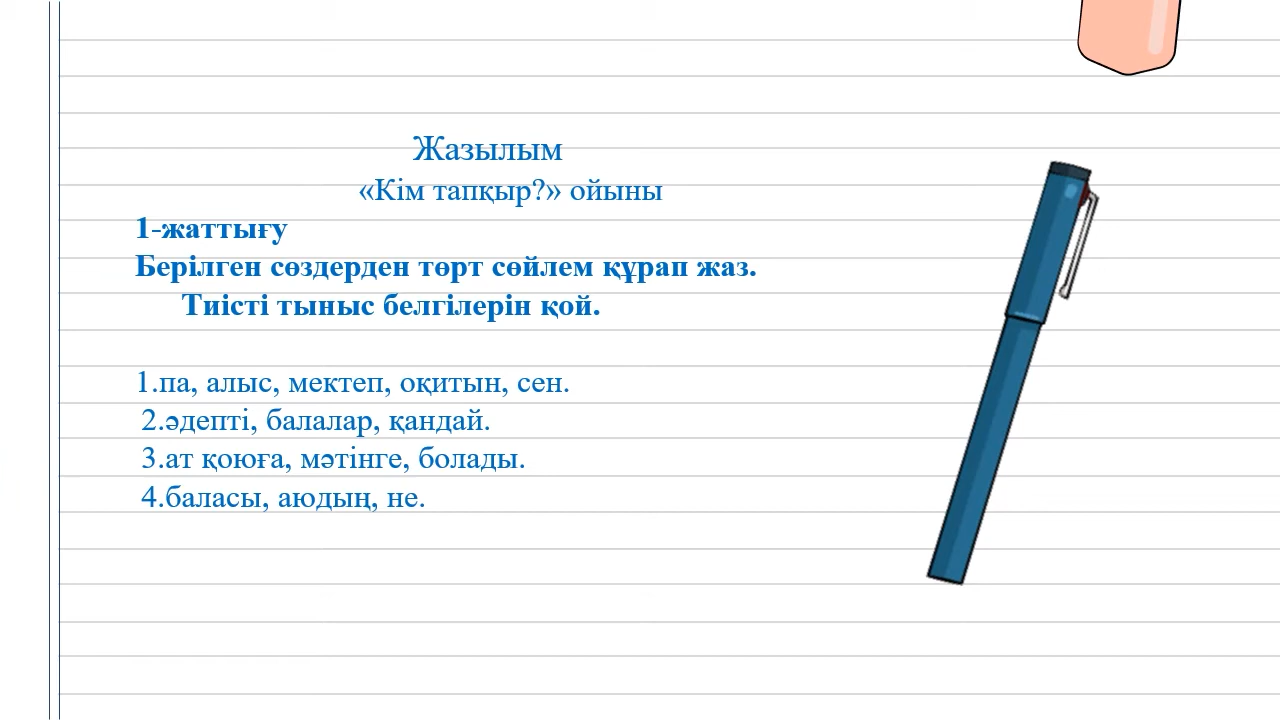 Жазылым
«Кім тапқыр?» ойыны
1-жаттығу
Берілген сөздерден төрт сөйлем құрап жаз.
Тиісті тыныс белгілерін қой.
1.па, алыс, мектеп, оқитын, сен.
2.әдепті, балалар, қандай.
3.ат қоюға, мәтінге, болады.
4.баласы, аюдың, не.